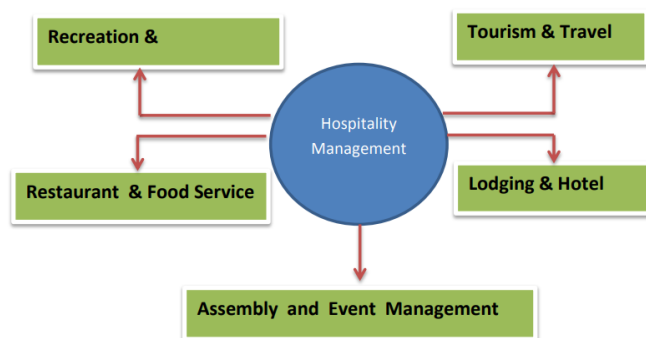 Recreation &
Tourism & Travel
Hospitality
Management
Restaurant & Food Service
Lodging & Hotel
Assembly and Event Management